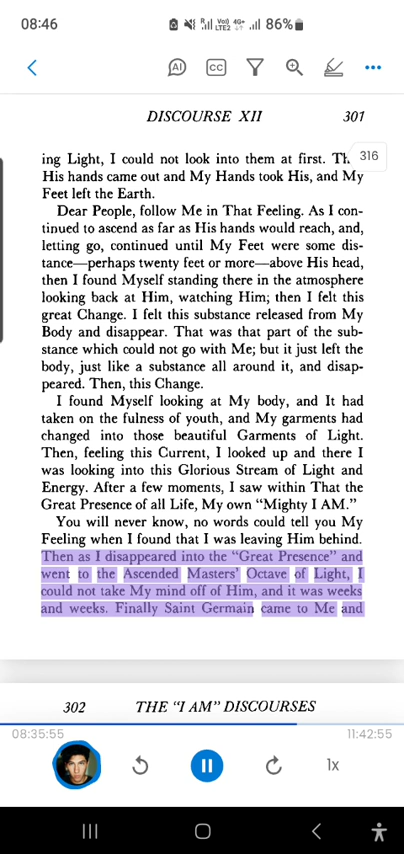 08:46
86%
AI
CC
DISCOURSE XII 301
316
ing Light, I could not look into them at first.
His hands came out and My Hands took His, and My
Feet left the Earth.
Dear People, follow Me in That Feeling. As I con-
tinued to ascend as far as His hands would reach, and,
letting go, continued until My Feet were some dis-
tance—perhaps twenty feet or more—above His head,
then I found Myself standing there in the atmosphere
looking back at Him, watching Him; then I felt this
great Change. I felt this substance released from My
Body and disappear. That was that part of the sub-
stance which could not go with Me; but it just left the
body, just like a substance all around it, and disap-
peared. Then, this Change.
I found Myself looking at My body, and It had
taken on the fulness of youth, and My garments had
changed into those beautiful Garments of Light.
Then, feeling this Current, I looked up and there I
was looking into this Glorious Stream of Light and
Energy. After a few moments, I saw within That the
Great Presence of all Life, My own “Mighty I AM.”
You will never know, no words could tell you My
Feeling when I found that I was leaving Him behind.
Then as I disappeared into the “Great Presence” and
went to the Ascended Masters’ Octave of Light, I
could not take My mind off of Him, and it was weeks
and weeks. Finally Saint Germain came to Me and
302 THE “I AM” DISCOURSES
08:35:55 11:42:55
1x